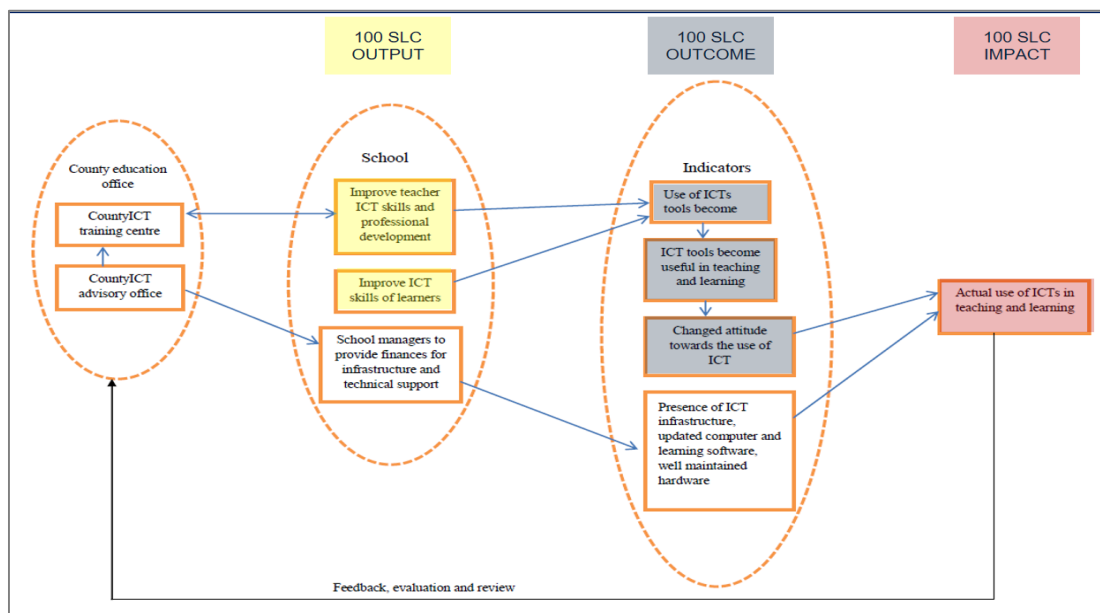 100 SLC
OUTPUT
100 SLC
OUTCOME
100 SLC
IMPACT
County education
office
CountyICT
training centre
CountyICT
advisory office
School
Improve teacher
ICT skills and
professional
development
Improve ICT
skills of learners
School managers to
provide finances for
infrastructure and
technical support
Indicators
Use of ICTs
tools become
ICT tools become
useful in teaching
and learning
Changed attitude
towards the use of
ICT
Presence of ICT
infrastructure,
updated computer and
learning software,
well maintained
hardware
Actual use of ICTs in
teaching and learning
Feedback, evaluation and review